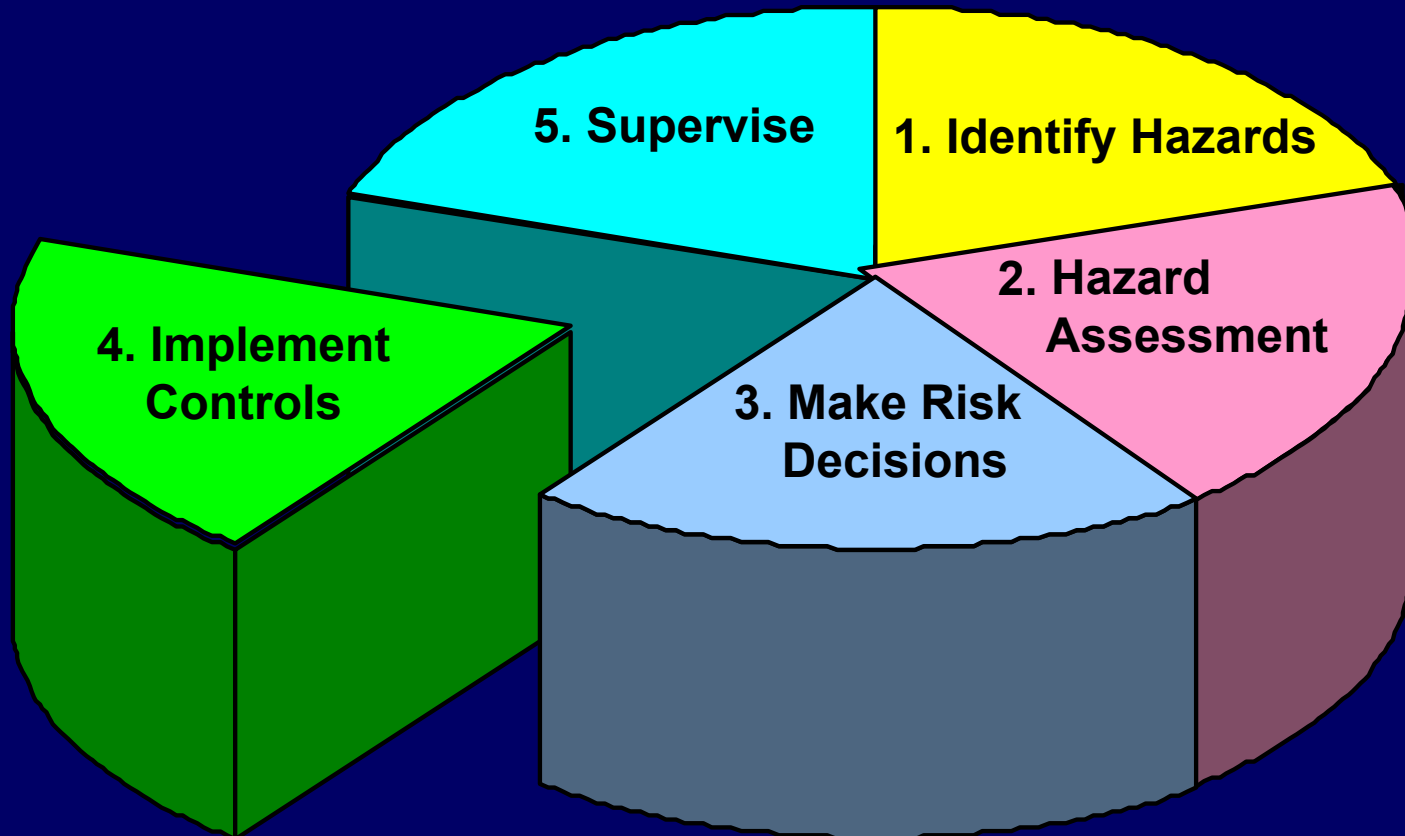 1. Identify Hazards
2. Hazard
Assessment
3. Make Risk
Decisions
4. Implement
Controls
5. Supervise